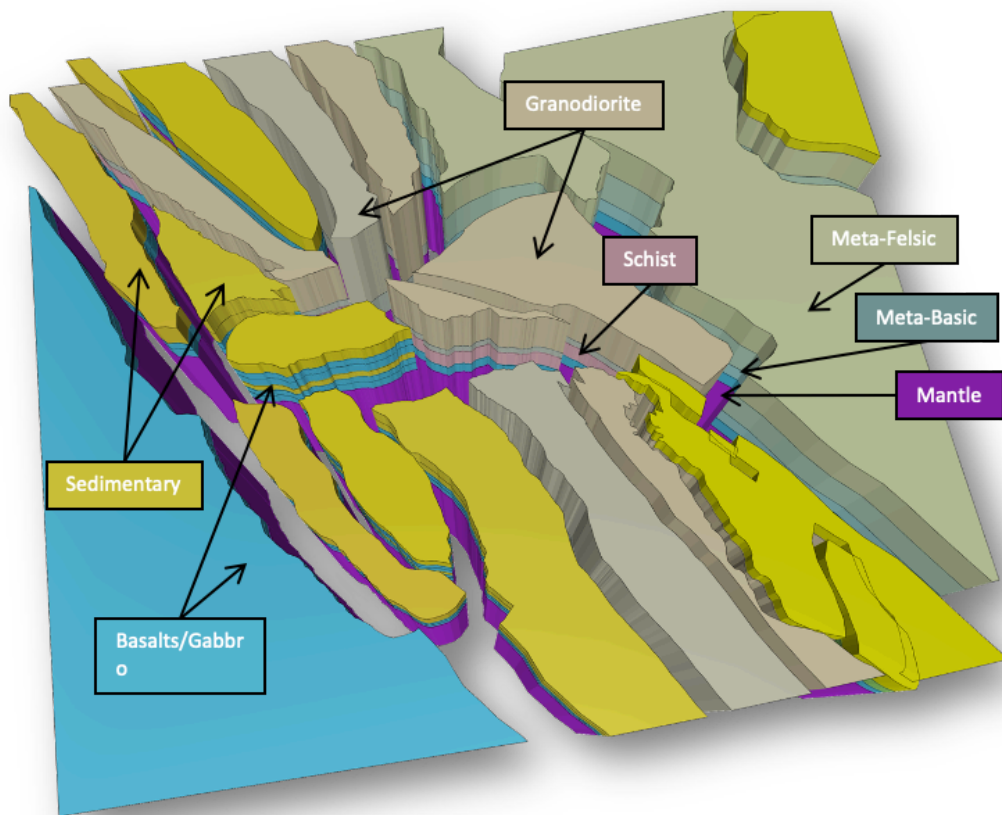 Granodiorite
Meta-Felsic
Schist
Meta-Basic
Mantle
Sedimentary
Basalts/Gabbr
o